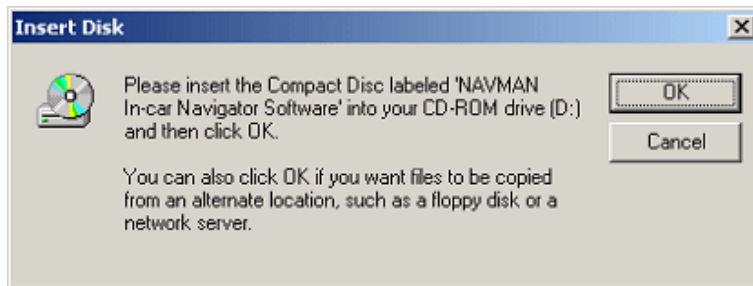 Insert Disk
Please insert the Compact Disc labeled 'NAVMAN
In-car Navigator Software' into your CD-ROM drive (D:)
and then click OK.
You can also click OK if you want files to be copied
from an alternate location, such as a floppy disk or a
network server.
OK
Cancel